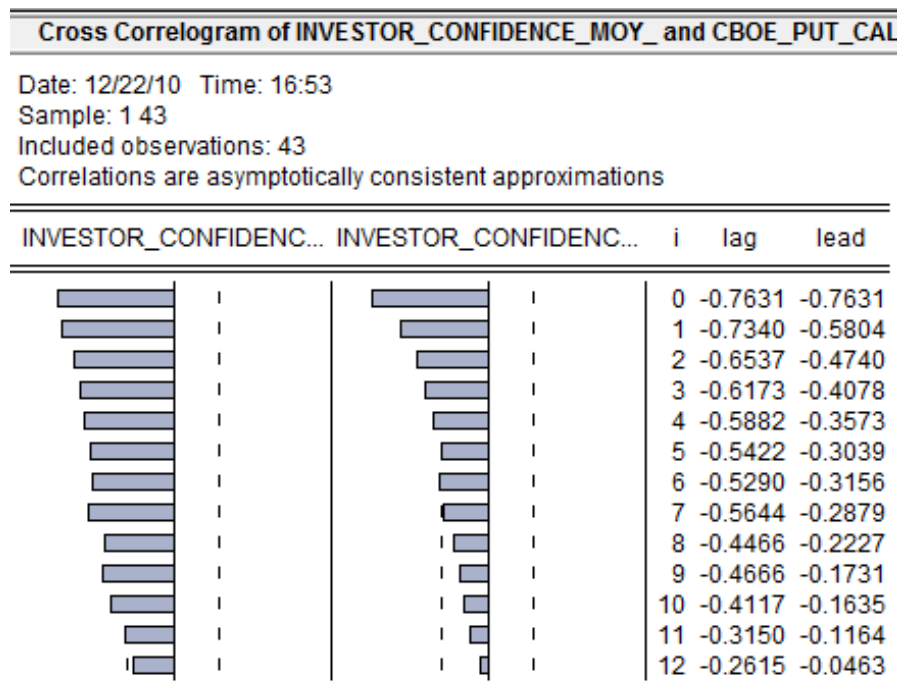 Cross Correlogram of INVESTOR_CONFIDENCE_MOY_ and CBOE_PUT_CAL
Date: 12/22/10 Time: 16:53
Sample: 1 43
Included observations: 43
Correlations are asymptotically consistent approximations
INVESTOR_CONFIDENC... INVESTOR_CONFIDENC... i lag lead
0 -0.7631 -0.7631
1 -0.7340 -0.5804
2 -0.6537 -0.4740
3 -0.6173 -0.4078
4 -0.5882 -0.3573
5 -0.5422 -0.3039
6 -0.5290 -0.3156
7 -0.5644 -0.2879
8 -0.4466 -0.2227
9 -0.4666 -0.1731
10 -0.4117 -0.1635
11 -0.3150 -0.1164
12 -0.2615 -0.0463